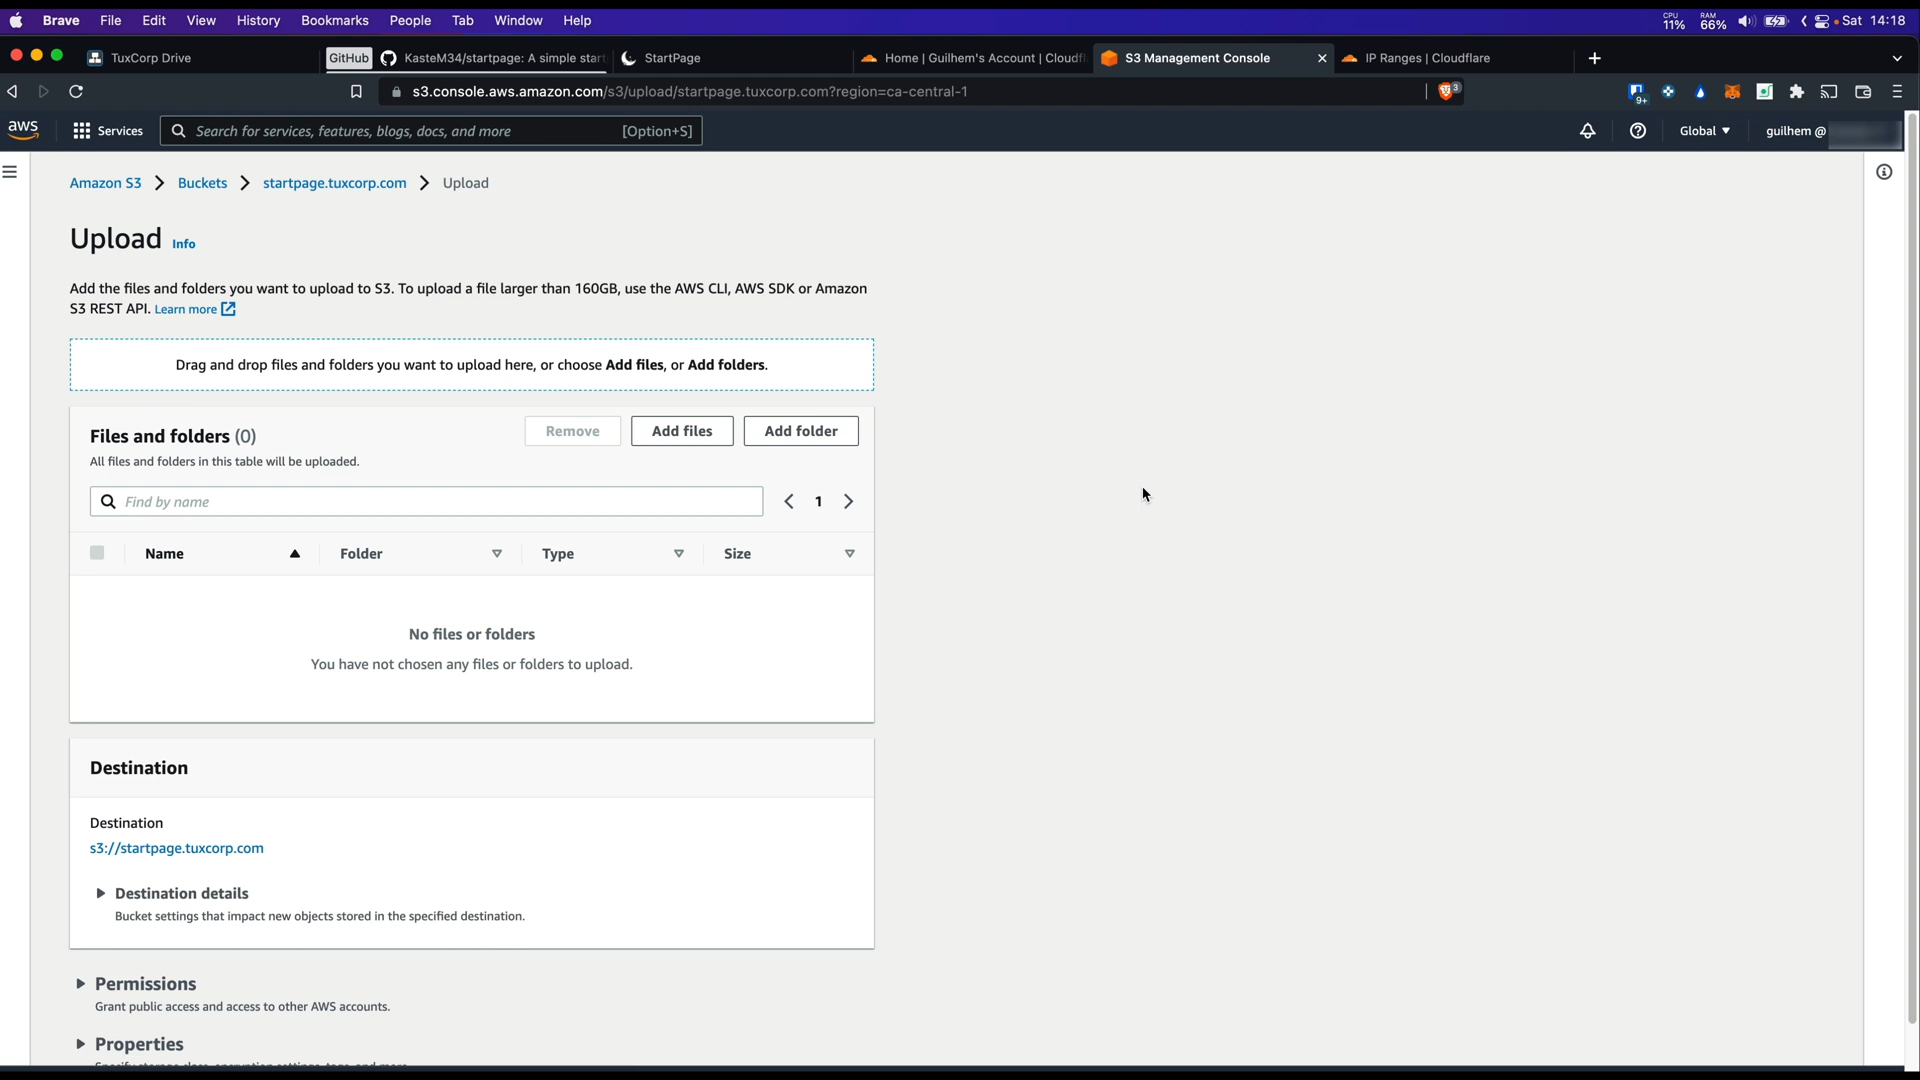 Brave File Edit View History Bookmarks People Tab Window Help
CPU 11% RAM 66% Sat 14:18
TuxCorp Drive
GitHub KasteM34/startpage: A simple star
StartPage
Home | Guilhem's Account | Cloudfl
S3 Management Console
IP Ranges | Cloudflare
s3.console.aws.amazon.com/s3/upload/startpage.tuxcorp.com?region=ca-central-1
3
9+
aws Services Search for services, features, blogs, docs, and more [Option+S] Global guilhem @
Amazon S3 Buckets startpage.tuxcorp.com Upload
Upload Info
Add the files and folders you want to upload to S3. To upload a file larger than 160GB, use the AWS CLI, AWS SDK or Amazon
S3 REST API. Learn more
Drag and drop files and folders you want to upload here, or choose Add files, or Add folders.
Files and folders (0) Remove Add files Add folder
All files and folders in this table will be uploaded.
Find by name 1
Name Folder Type Size
No files or folders
You have not chosen any files or folders to upload.
Destination
Destination
s3://startpage.tuxcorp.com
Destination details
Bucket settings that impact new objects stored in the specified destination.
Permissions
Grant public access and access to other AWS accounts.
Properties